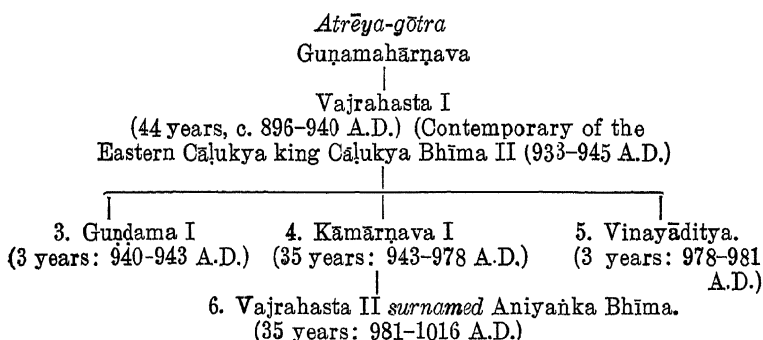 Atrēya-gōtra
Guṇamahārṇava
Vajrahasta I
(44 years, c. 896-940 A.D.) (Contemporary of the
Eastern Cāḷukya king Cáḷukya Bhīma II (933-945 A.D.)
3. Guṇḍama I 4. Kāmārṇava I 5. Vinayāditya.
(3 years: 940-943 A.D.) (35 years: 943-978 A.D.) (3 years: 978-981
A.D.)
6. Vajrahasta II surnamed Aniyaṅka Bhīma.
(35 years: 981-1016 A.D.)